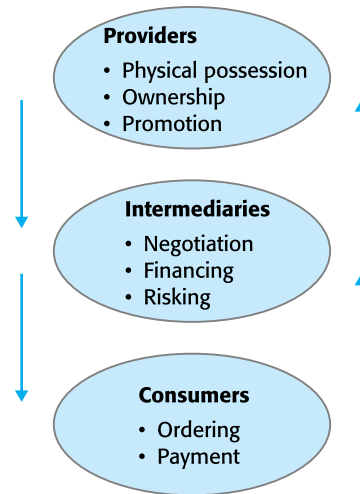 Providers
• Physical possession
• Ownership
• Promotion
Intermediaries
• Negotiation
• Financing
• Risking
Consumers
• Ordering
• Payment